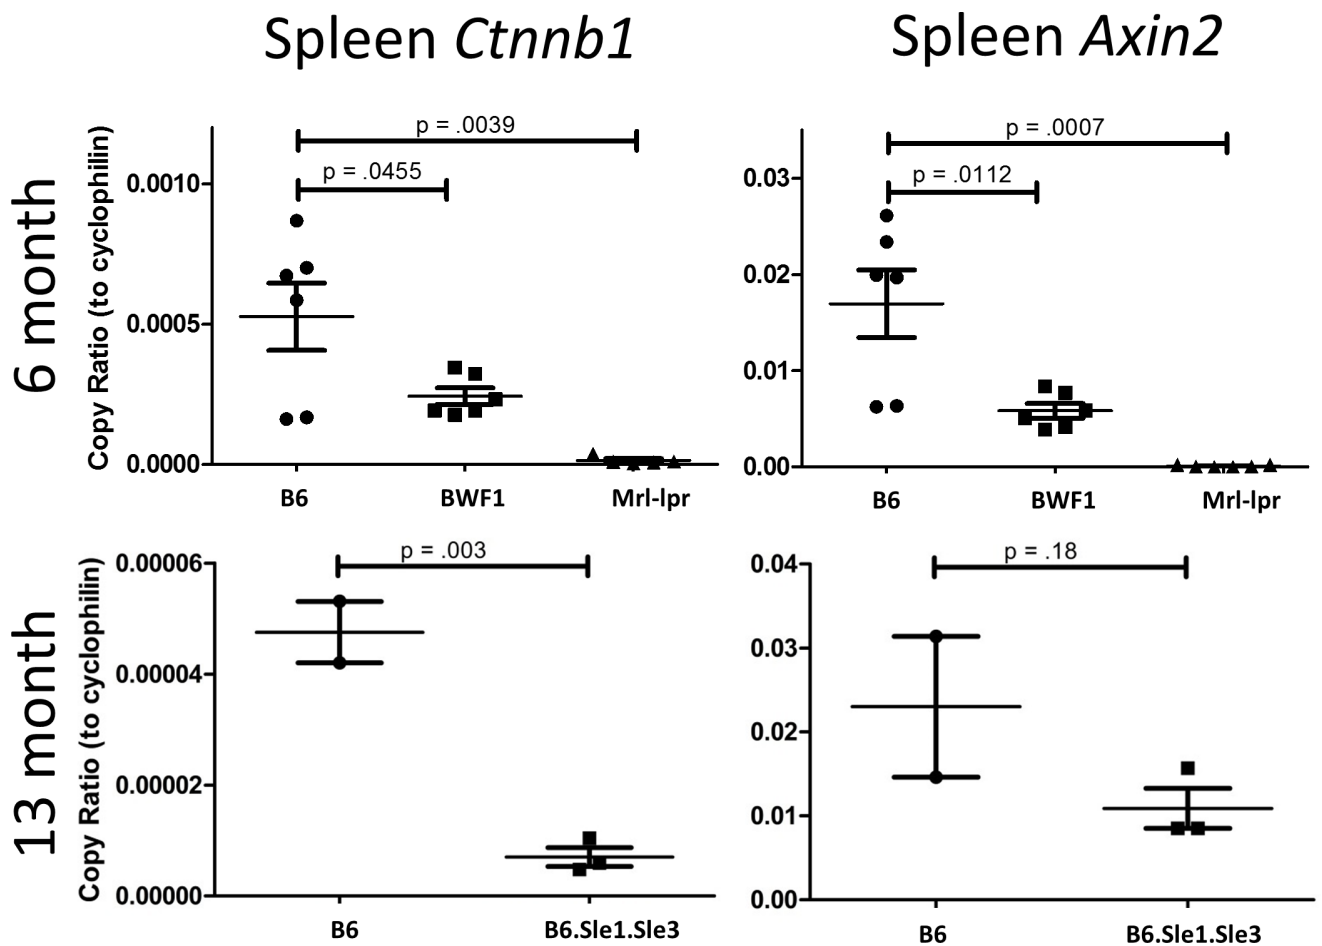 Spleen Ctnnb1
Spleen Axin2
6 month
Copy Ratio (to cyclophilin)
0.0010
0.0005
0.0000
p = .0039
p = .0455
B6
BWF1
Mrl-lpr
0.03
0.02
0.01
0.00
p = .0007
p = .0112
B6
BWF1
Mrl-lpr
13 month
Copy Ratio (to cyclophilin)
0.00006
0.00004
0.00002
0.00000
p = .003
B6
B6.Sle1.Sle3
0.04
0.03
0.02
0.01
0.00
p = .18
B6
B6.Sle1.Sle3